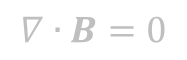 ∇ · B = 0